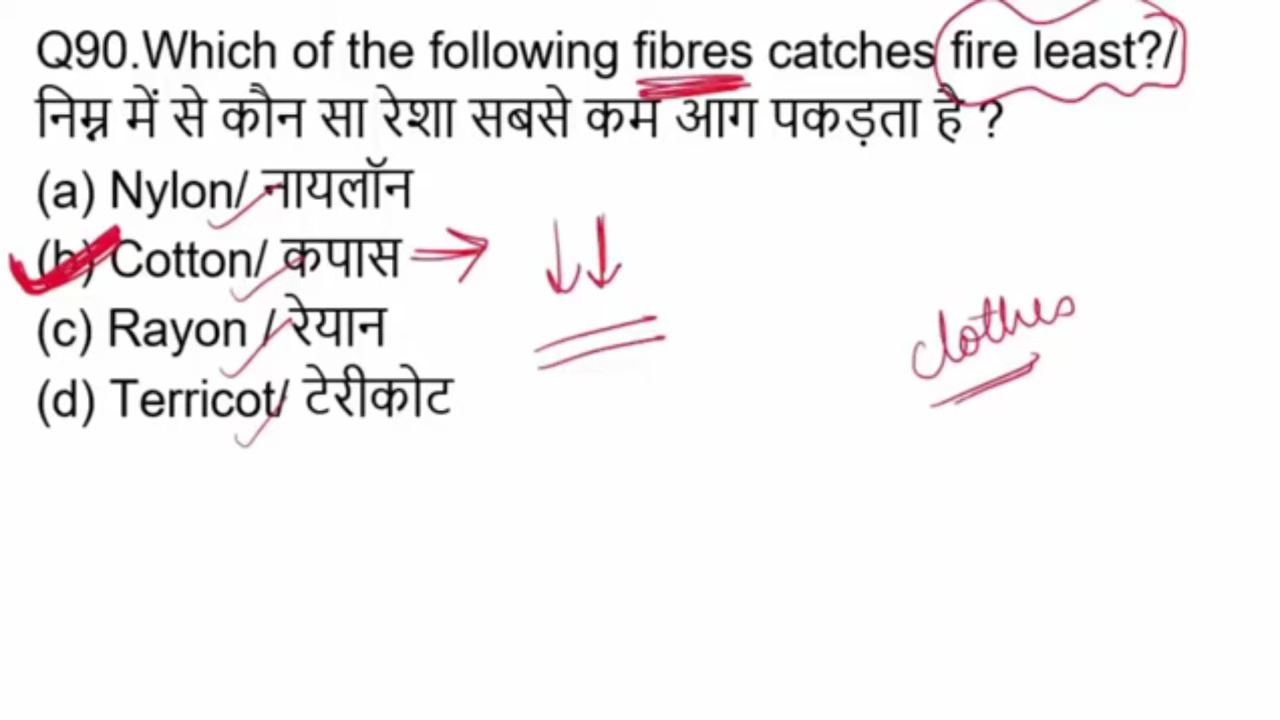 Q90.Which of the following fibres catches fire least?/
निम्न में से कौन सा रेशा सबसे कम आग पकड़ता है ?
(a) Nylon/ नायलॉन
(b) Cotton/ कपास
(c) Rayon / रेयान
clothes
(d) Terricot/ टेरीकोट